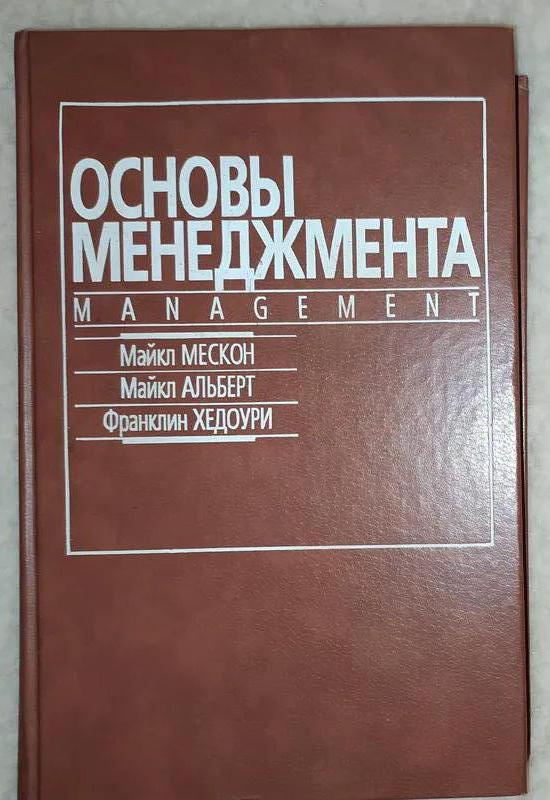 ОСНОВЫ
МЕНЕДЖМЕНТА
MANAGEMENT
Майкл МЕСКОН
Майкл АЛЬБЕРТ
Франклин ХЕДОУРИ